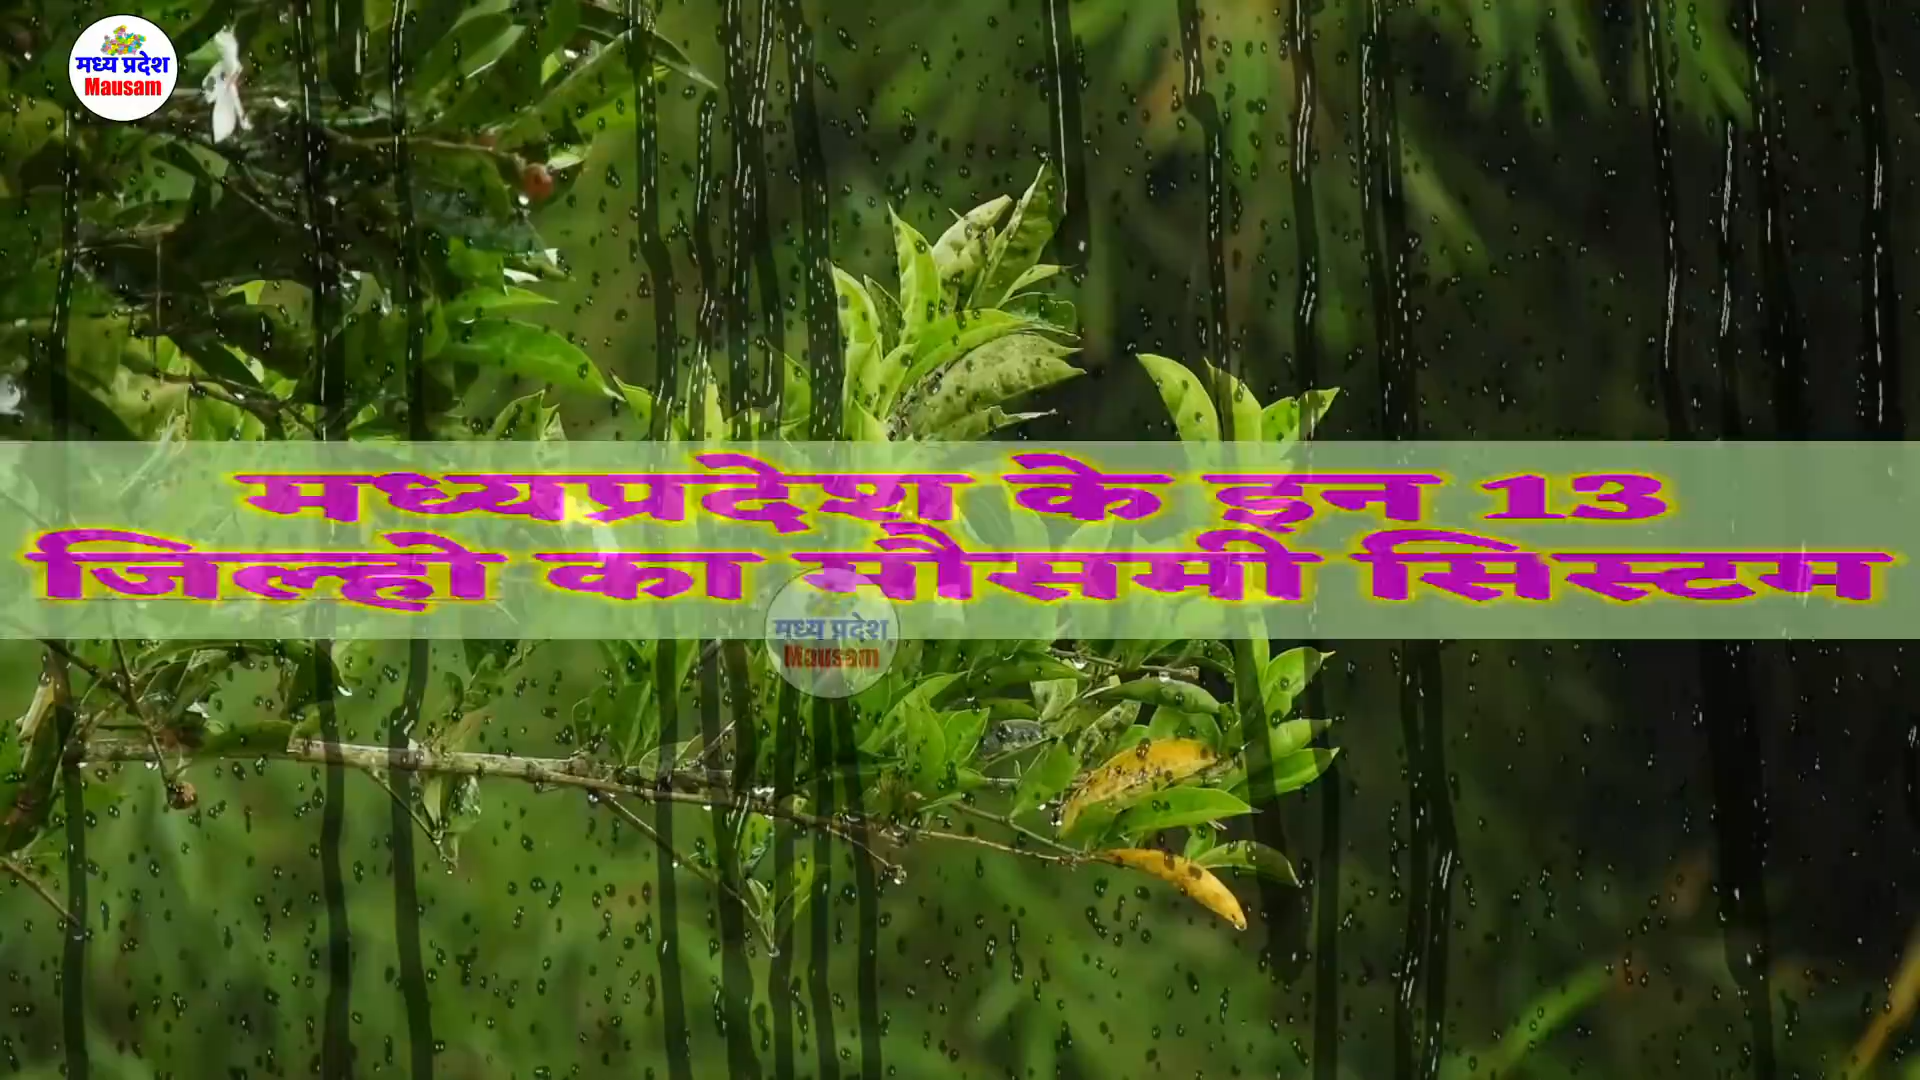 मध्य प्रदेश
Mausam
मध्यप्रदेश के इन 13
जिल्हो का मौसमी सिस्टम
मध्य प्रदेश
Mausam